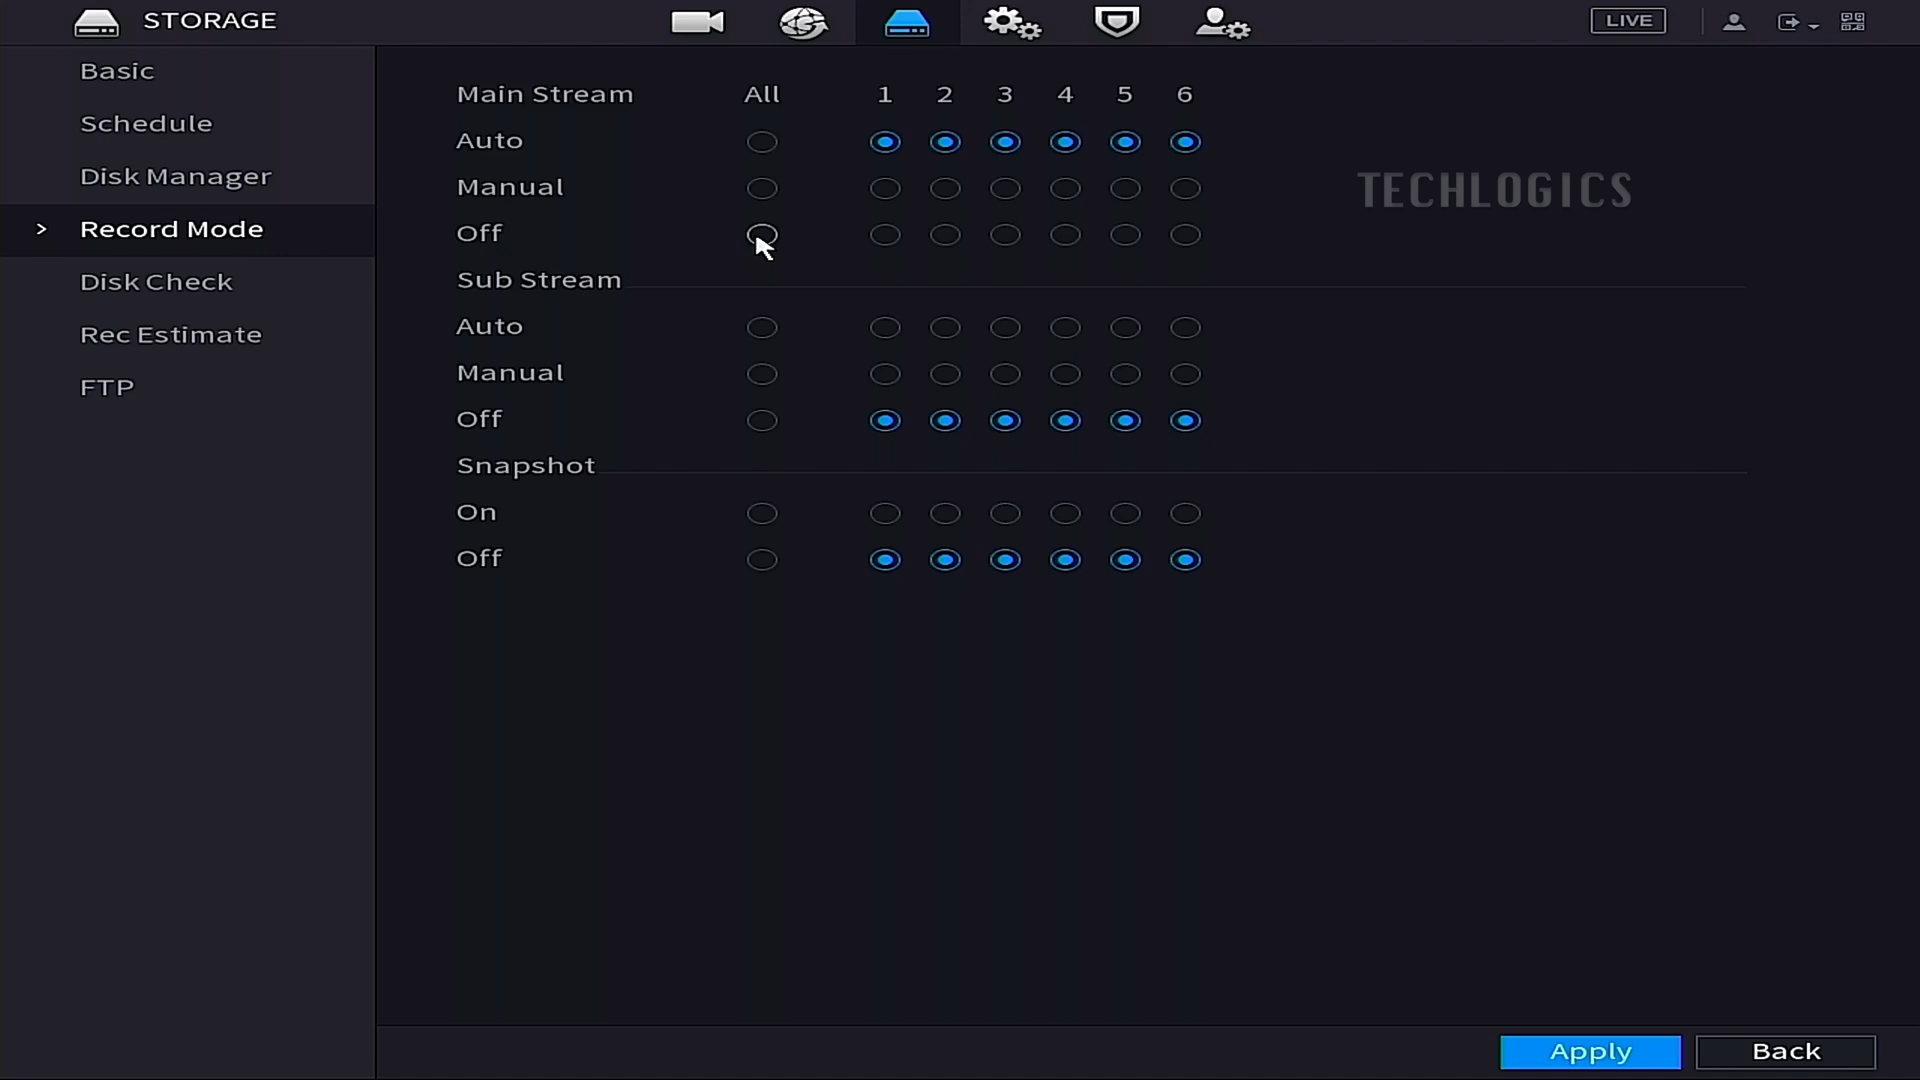 STORAGE
LIVE
Basic
Schedule
Disk Manager
> Record Mode
Disk Check
Rec Estimate
FTP
Main Stream All 1 2 3 4 5 6
Auto
Manual
Off
Sub Stream
Auto
Manual
Off
Snapshot
On
Off
TECHLOGICS
Apply Back